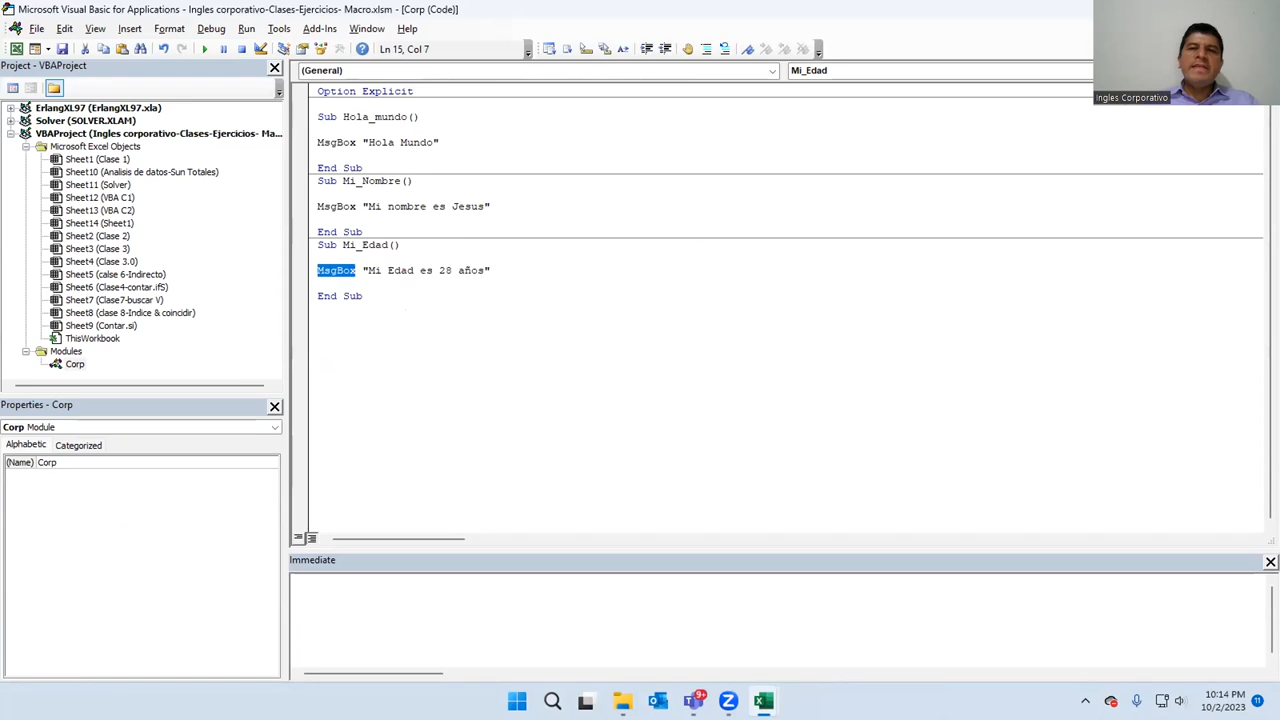 Microsoft Visual Basic for Applications - Ingles corporativo-Clases-Ejercicios- Macro.xlsm - [Corp (Code)]
File Edit View Insert Format Debug Run Tools Add-Ins Window Help
Ln 15, Col 7
Project - VBAProject
(General)
Mi_Edad
Ingles Corporativo
ErlangXL97 (ErlangXL97.xla)
Solver (SOLVER.XLAM)
VBAProject (Ingles corporativo-Clases-Ejercicios- Ma...
Microsoft Excel Objects
Sheet1 (Clase 1)
Sheet10 (Analisis de datos-Sun Totales)
Sheet11 (Solver)
Sheet12 (VBA C1)
Sheet13 (VBA C2)
Sheet14 (Sheet1)
Sheet2 (Clase 2)
Sheet3 (Clase 3)
Sheet4 (Clase 3.0)
Sheet5 (calse 6-Indirecto)
Sheet6 (Clase4-contar.ifS)
Sheet7 (Clase7-buscar V)
Sheet8 (clase 8-Indice & coincidir)
Sheet9 (Contar.si)
ThisWorkbook
Modules
Corp
Option Explicit
Sub Hola_mundo()
MsgBox "Hola Mundo"
End Sub
Sub Mi_Nombre()
MsgBox "Mi nombre es Jesus"
End Sub
Sub Mi_Edad()
MsgBox "Mi Edad es 28 años"
End Sub
Properties - Corp
Corp Module
Alphabetic Categorized
(Name) Corp
Immediate
9+
10:14 PM
10/2/2023
11